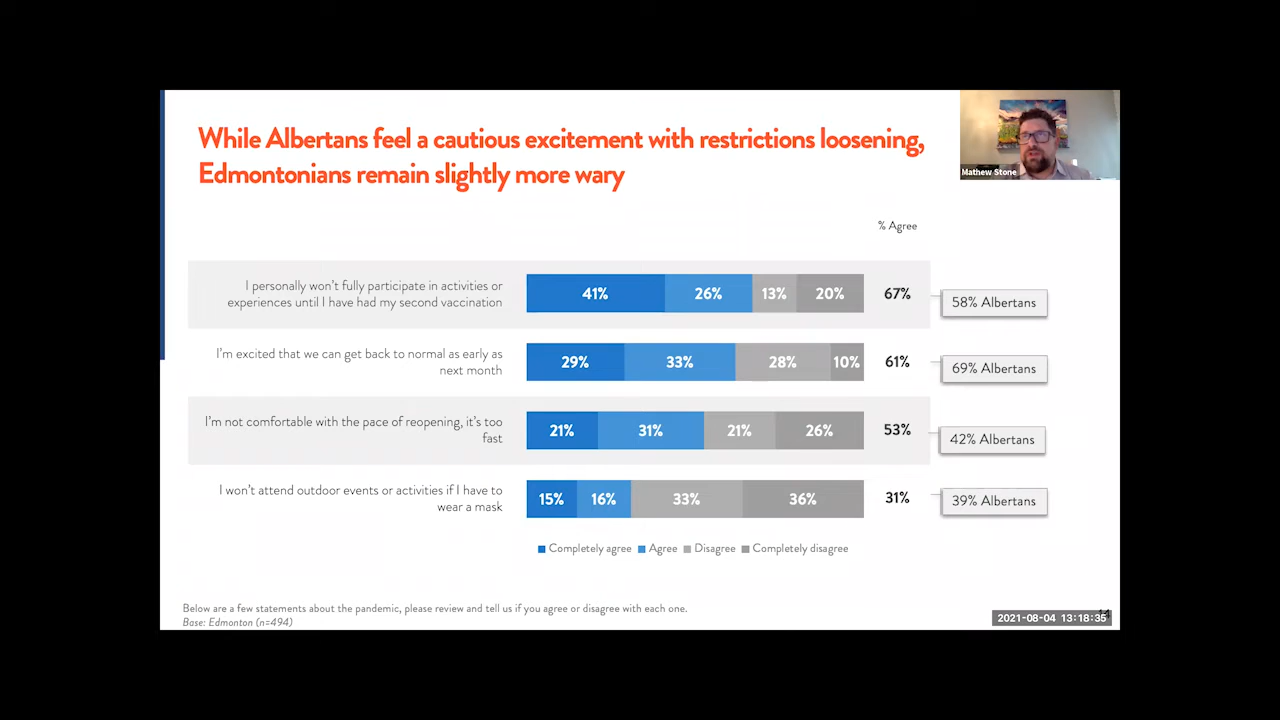 While Albertans feel a cautious excitement with restrictions loosening,
Edmontonians remain slightly more wary
Mathew Stone
% Agree
I personally won't fully participate in activities or
experiences until I have had my second vaccination
41% 26% 13% 20% 67%
58% Albertans
I'm excited that we can get back to normal as early as
next month
29% 33% 28% 10% 61%
69% Albertans
I'm not comfortable with the pace of reopening, it's too
fast
21% 31% 21% 26% 53%
42% Albertans
I won't attend outdoor events or activities if I have to
wear a mask
15% 16% 33% 36% 31%
39% Albertans
Completely agree Agree Disagree Completely disagree
Below are a few statements about the pandemic, please review and tell us if you agree or disagree with each one.
Base: Edmonton (n=494)
2021-08-04 13:18:35